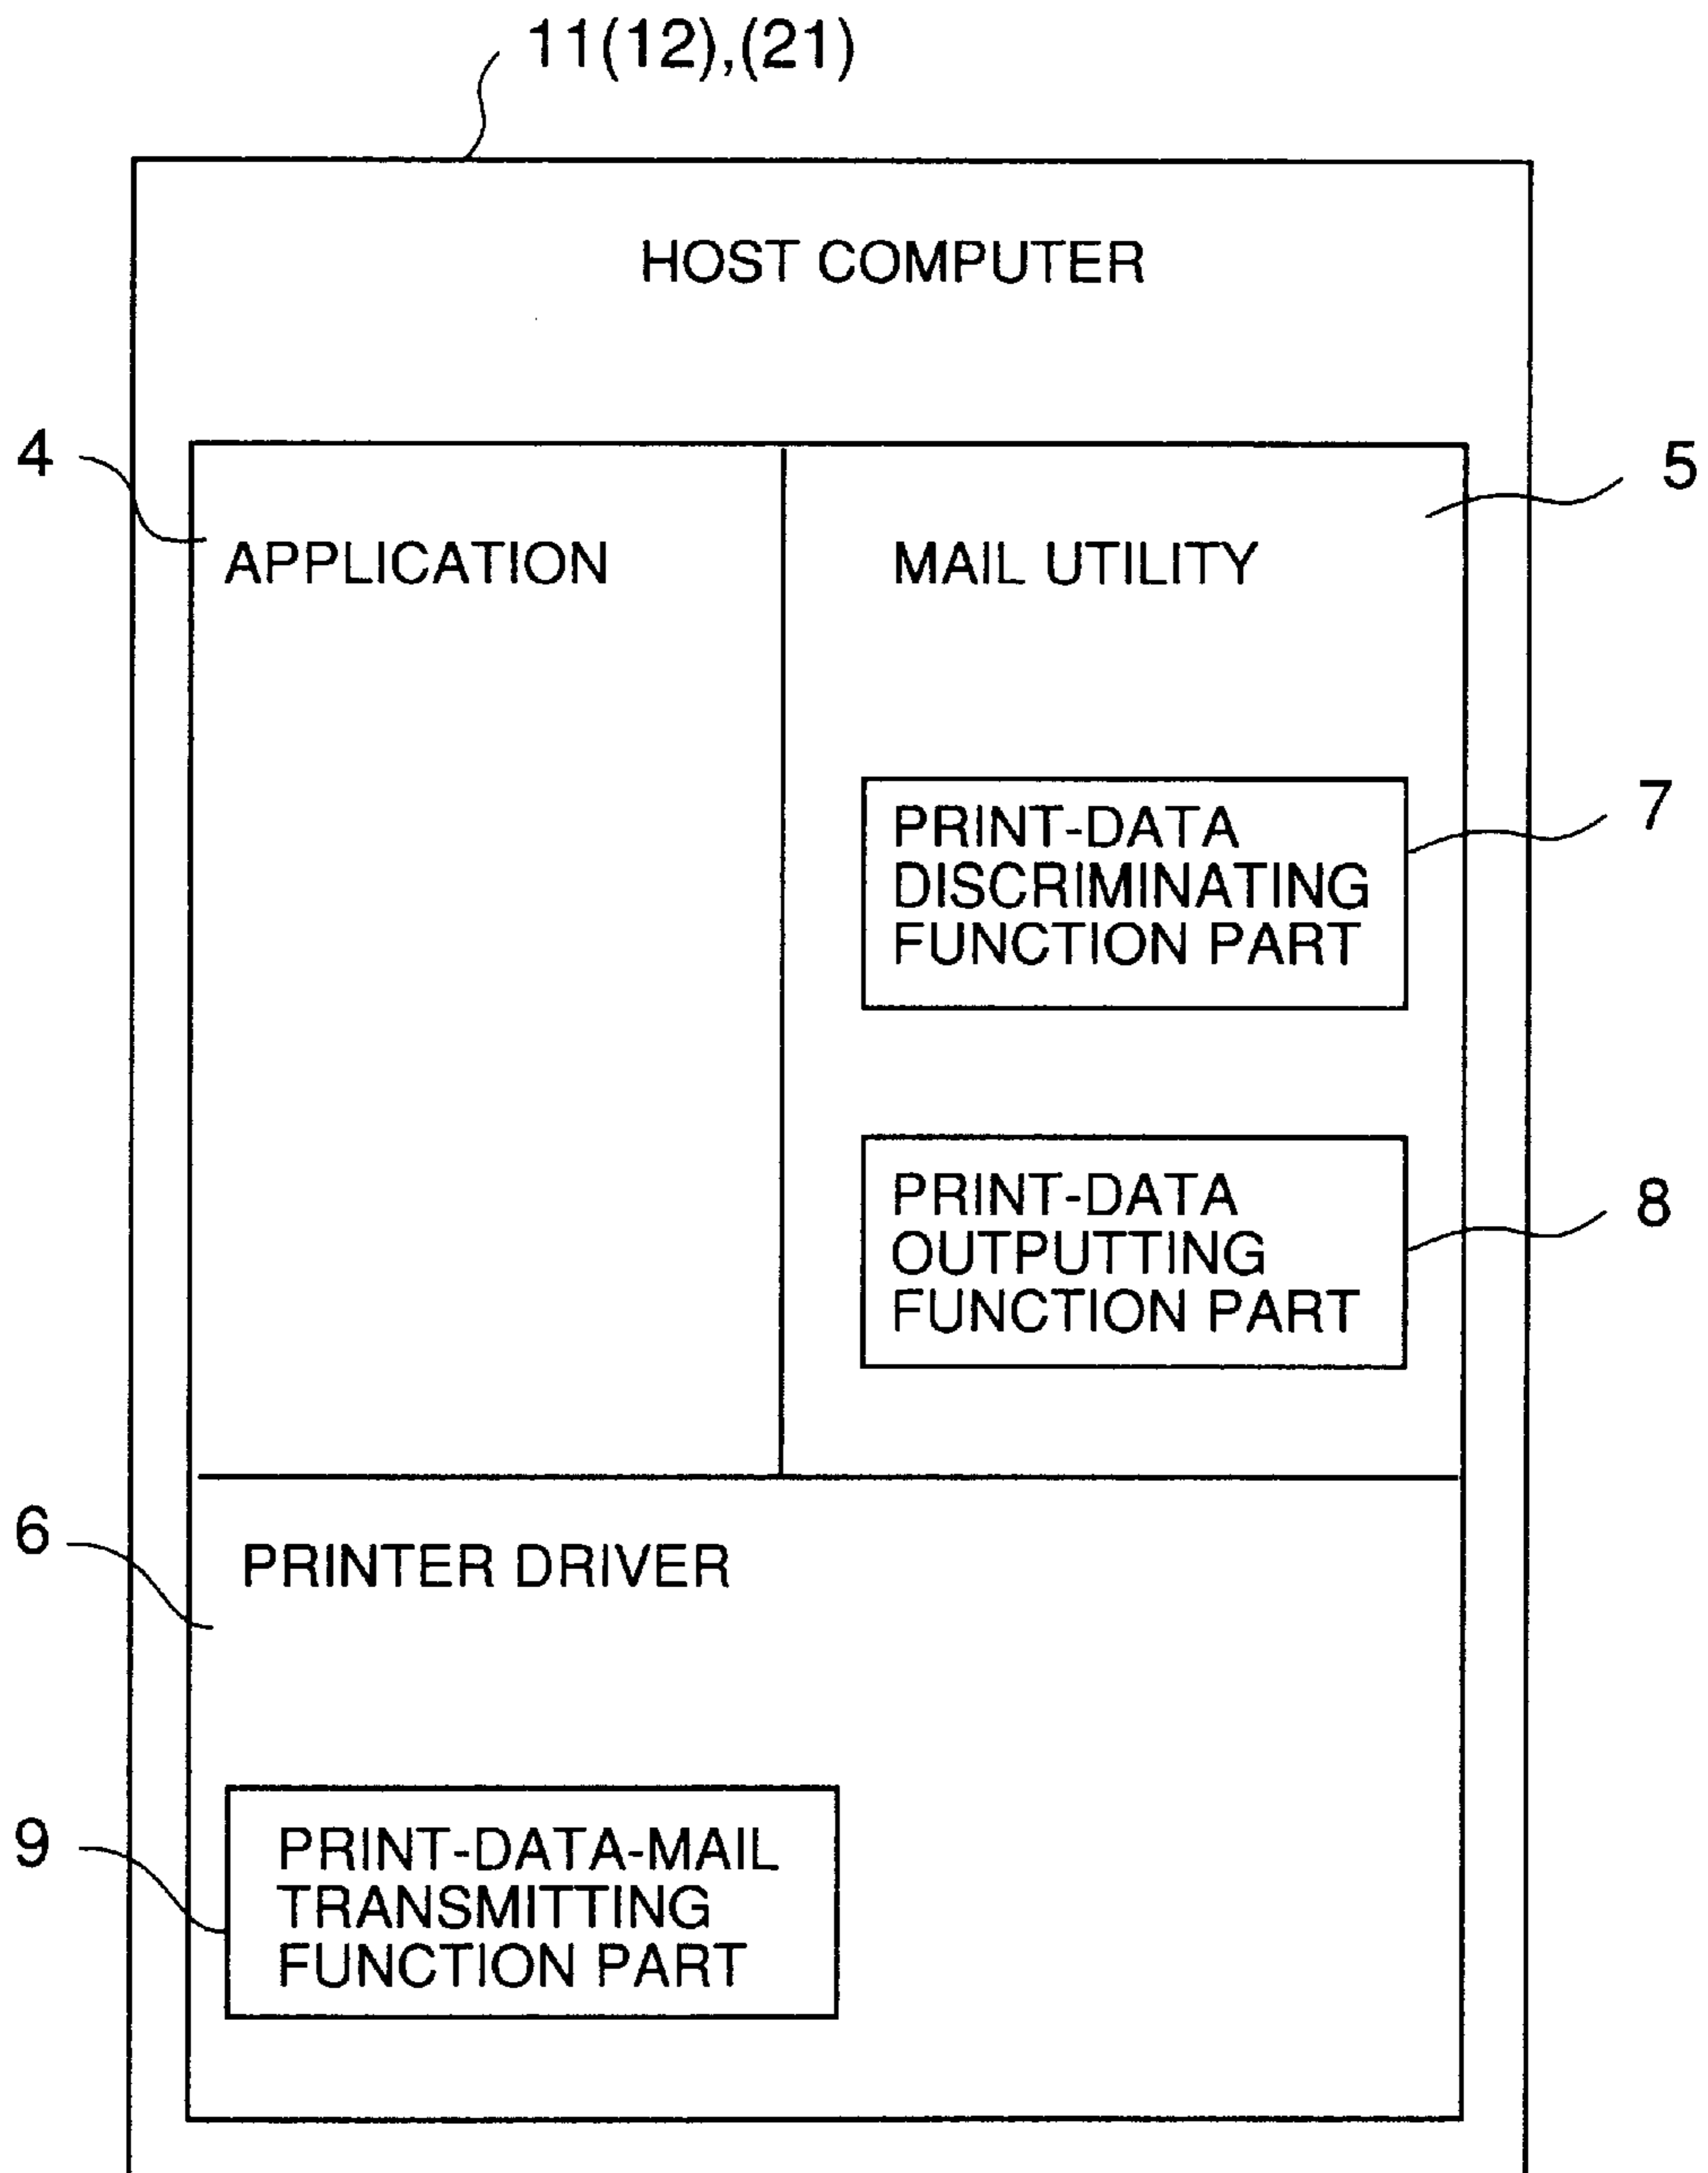 11(12),(21)
HOST COMPUTER
4
5
APPLICATION
MAIL UTILITY
PRINT-DATA
DISCRIMINATING
FUNCTION PART
7
PRINT-DATA
OUTPUTTING
FUNCTION PART
8
6
PRINTER DRIVER
9
PRINT-DATA-MAIL
TRANSMITTING
FUNCTION PART